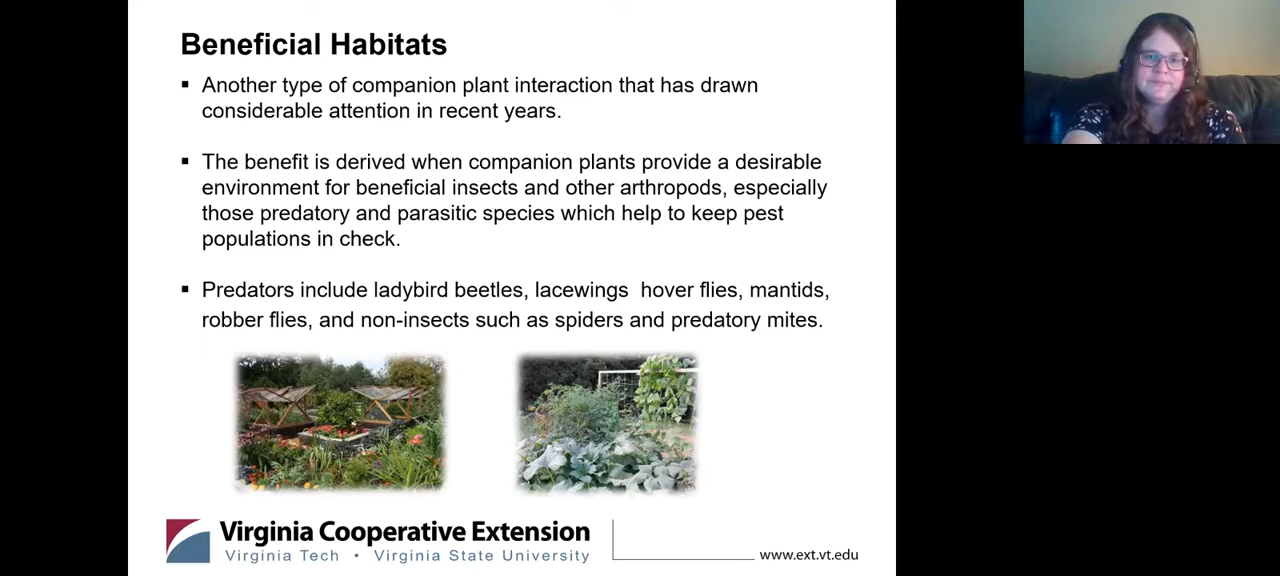 Beneficial Habitats
▪ Another type of companion plant interaction that has drawn
considerable attention in recent years.
▪ The benefit is derived when companion plants provide a desirable
environment for beneficial insects and other arthropods, especially
those predatory and parasitic species which help to keep pest
populations in check.
▪ Predators include ladybird beetles, lacewings  hover flies, mantids,
robber flies, and non-insects such as spiders and predatory mites.
Virginia Cooperative Extension
Virginia Tech • Virginia State University
www.ext.vt.edu